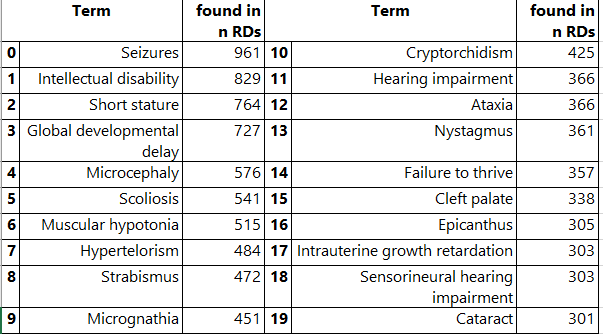 Term found in n RDs Term found in n RDs
0 Seizures 961 10 Cryptorchidism 425
1 Intellectual disability 829 11 Hearing impairment 366
2 Short stature 764 12 Ataxia 366
3 Global developmental delay 727 13 Nystagmus 361
4 Microcephaly 576 14 Failure to thrive 357
5 Scoliosis 541 15 Cleft palate 338
6 Muscular hypotonia 515 16 Epicanthus 305
7 Hypertelorism 484 17 Intrauterine growth retardation 303
8 Strabismus 472 18 Sensorineural hearing impairment 303
9 Micrognathia 451 19 Cataract 301